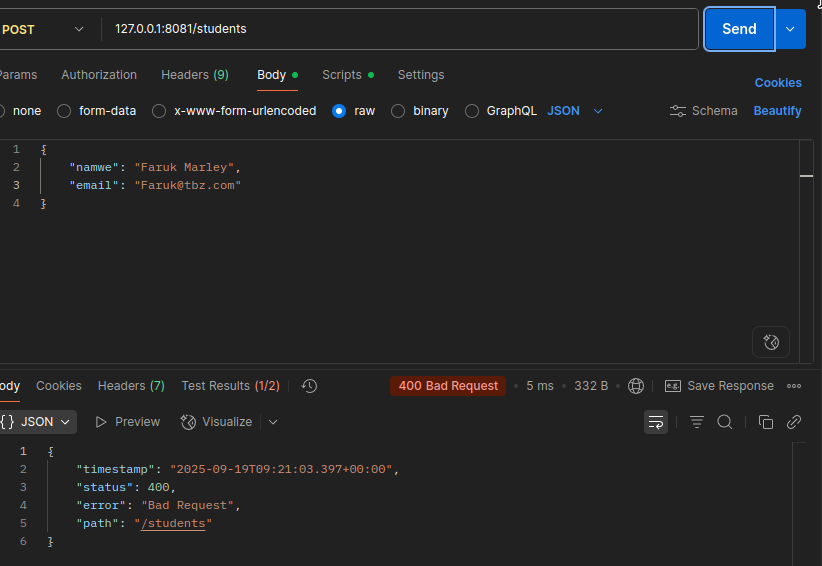 POST 127.0.0.1:8081/students Send
Params Authorization Headers (9) Body Scripts Settings Cookies
none form-data x-www-form-urlencoded raw binary GraphQL JSON Schema Beautify
1 {
2 "namwe": "Faruk Marley",
3 "email": "Faruk@tbz.com"
4 }
ody Cookies Headers (7) Test Results (1/2) 400 Bad Request • 5 ms • 332 B • e.g. Save Response
{} JSON Preview Visualize
1 {
2 "timestamp": "2025-09-19T09:21:03.397+00:00",
3 "status": 400,
4 "error": "Bad Request",
5 "path": "/students"
6 }